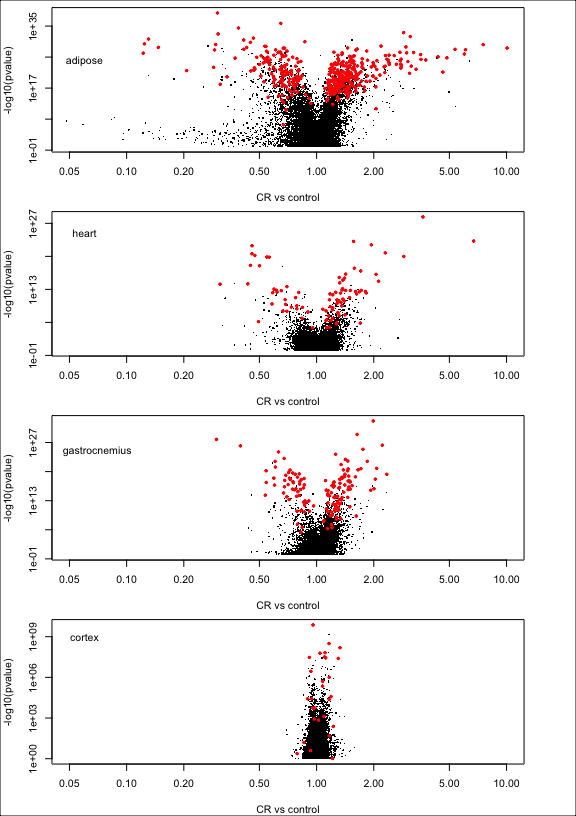 1e+35
1e+17
1e-01
-log10(pvalue)
adipose
0.05 0.10 0.20 0.50 1.00 2.00 5.00 10.00
CR vs control
1e+27
1e+13
1e-01
-log10(pvalue)
heart
0.05 0.10 0.20 0.50 1.00 2.00 5.00 10.00
CR vs control
1e+27
1e+13
1e-01
-log10(pvalue)
gastrocnemius
0.05 0.10 0.20 0.50 1.00 2.00 5.00 10.00
CR vs control
1e+09
1e+06
1e+03
1e+00
-log10(pvalue)
cortex
0.05 0.10 0.20 0.50 1.00 2.00 5.00 10.00
CR vs control